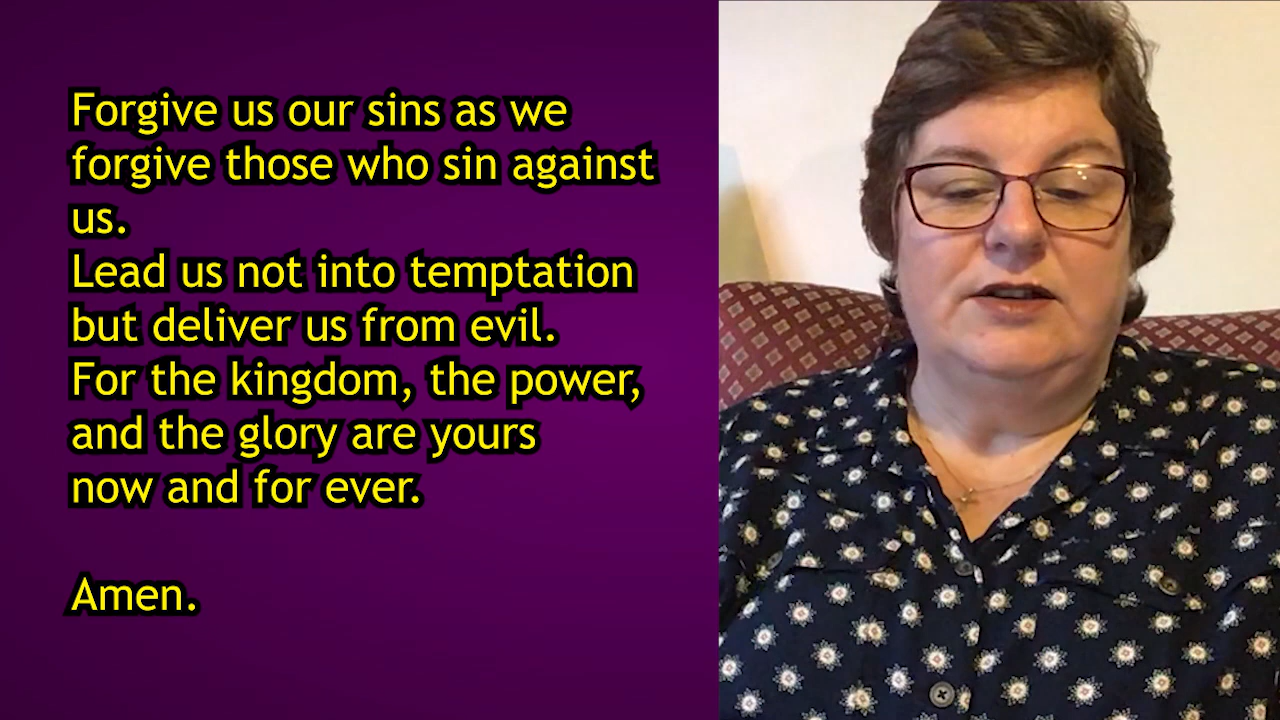 Forgive us our sins as we
forgive those who sin against
us.
Lead us not into temptation
but deliver us from evil.
For the kingdom, the power,
and the glory are yours
now and for ever.
Amen.